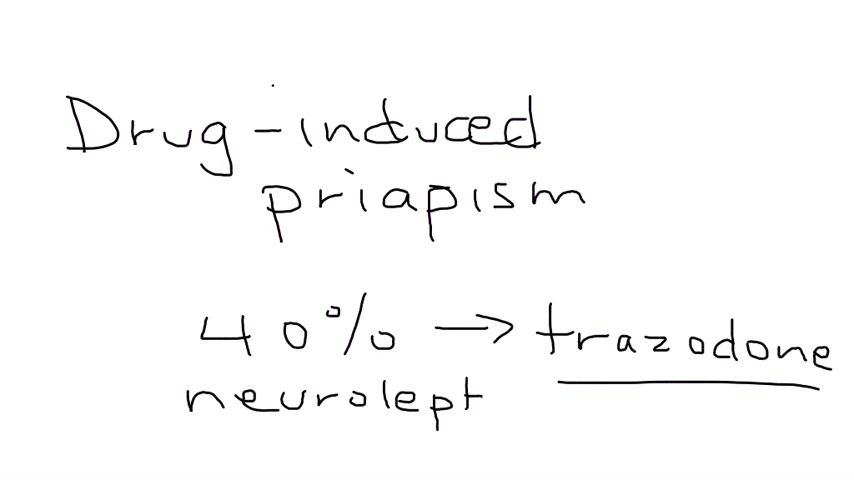 Drug-induced
priapism
40% → trazodone
neurolept